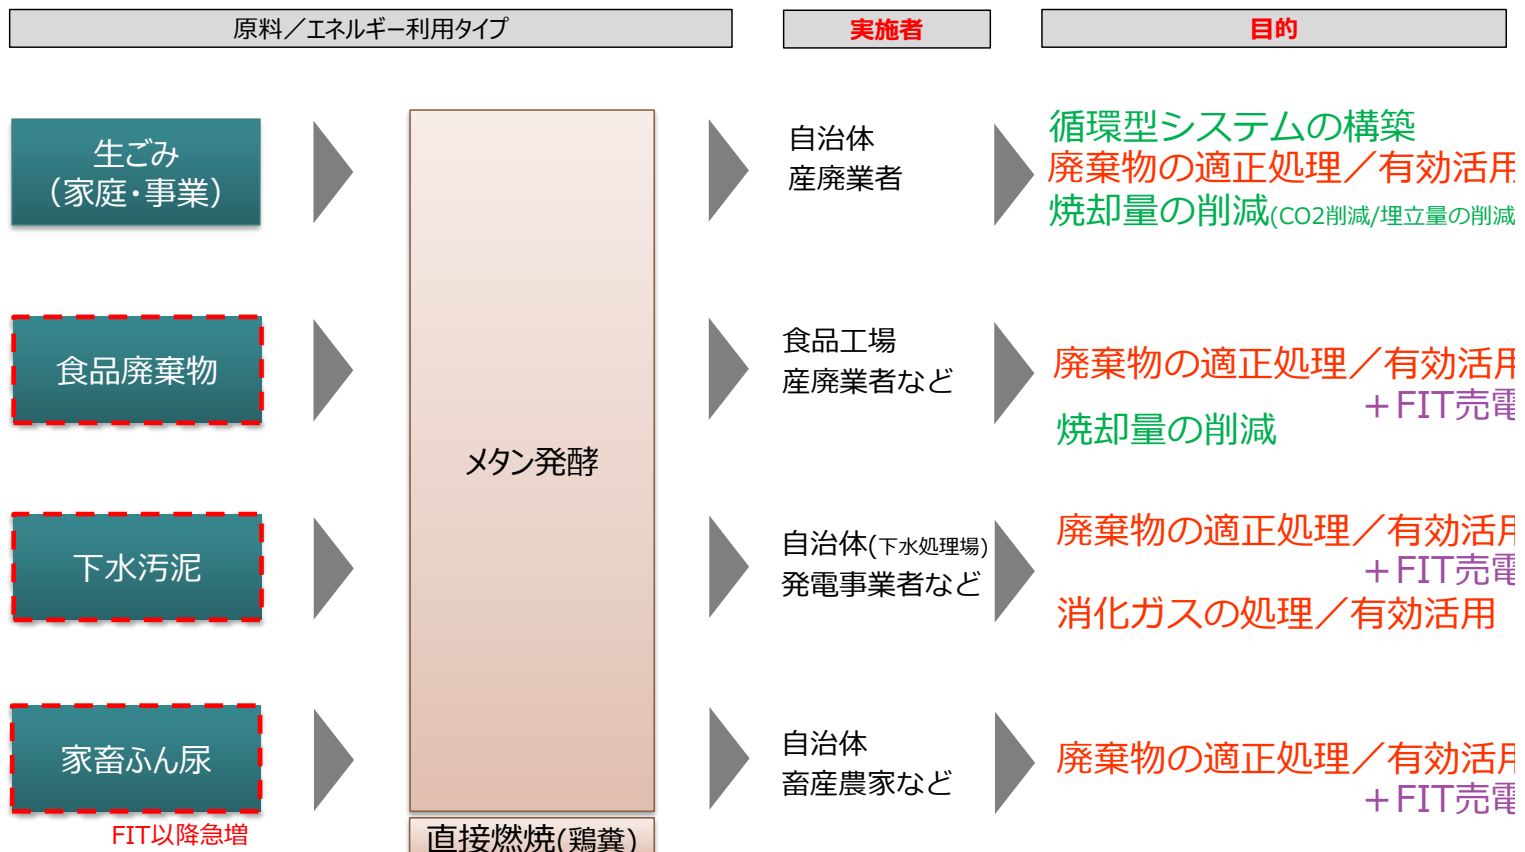 原料／エネルギー利用タイプ
実施者
目的
生ごみ
（家庭・事業）
自治体
産廃業者
循環型システムの構築
廃棄物の適正処理／有効活用
焼却量の削減(CO2削減/埋立量の削減
食品廃棄物
食品工場
産廃業者など
廃棄物の適正処理／有効活用
＋FIT売電
焼却量の削減
メタン発酵
下水汚泥
自治体(下水処理場)
発電事業者など
廃棄物の適正処理／有効活用
＋FIT売電
消化ガスの処理／有効活用
家畜ふん尿
自治体
畜産農家など
廃棄物の適正処理／有効活用
＋FIT売電
FIT以降急増
直接燃焼(鶏糞)